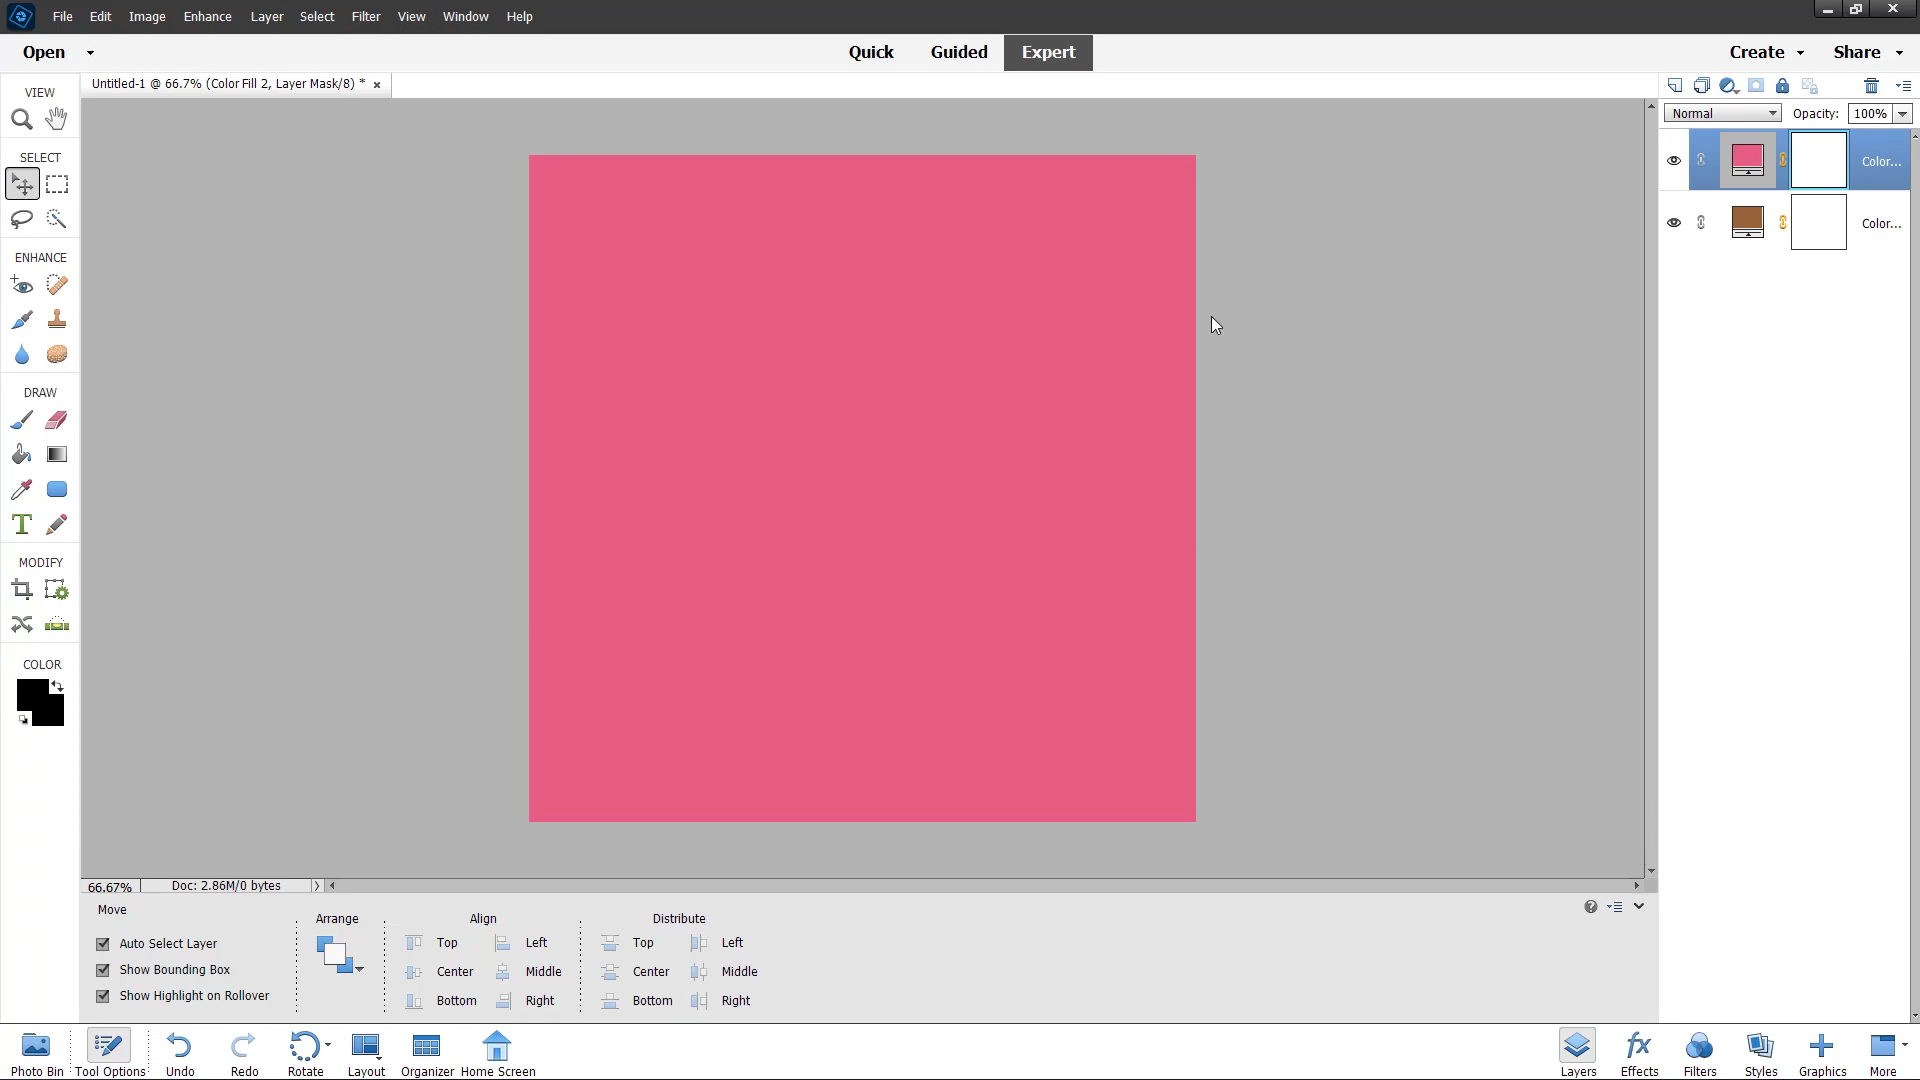 File Edit Image Enhance Layer Select Filter View Window Help
Open Quick Guided Expert Create Share
Untitled-1 @ 66.7% (Color Fill 2, Layer Mask/8) *
VIEW
SELECT
ENHANCE
DRAW
T
MODIFY
COLOR
Normal Opacity: 100%
Color...
Color...
66.67% Doc: 2.86M/0 bytes
Move
Auto Select Layer
Show Bounding Box
Show Highlight on Rollover
Arrange
Align
Top Left
Center Middle
Bottom Right
Distribute
Top Left
Center Middle
Bottom Right
Photo Bin Tool Options Undo Redo Rotate Layout Organizer Home Screen
fx
Layers Effects Filters Styles Graphics More